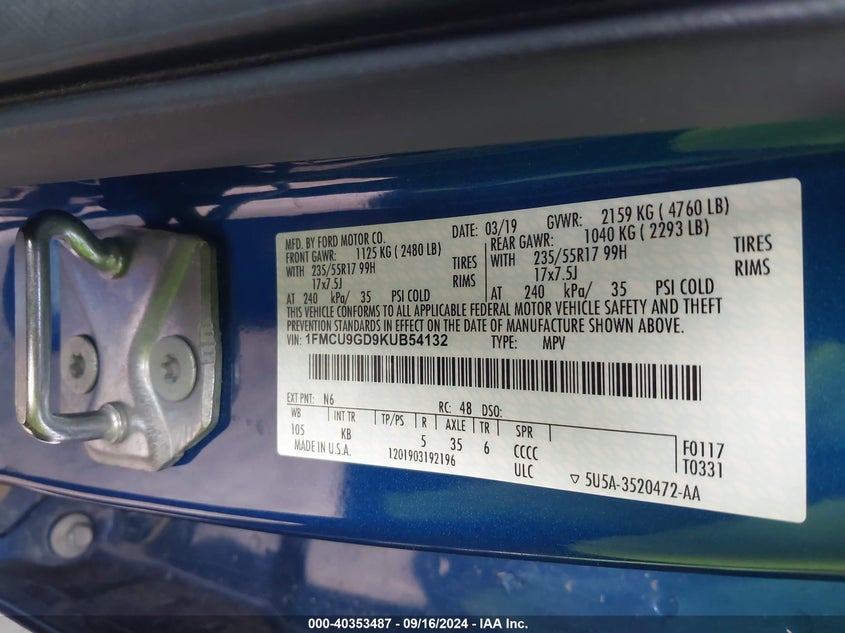 MFD. BY FORD MOTOR CO. DATE: 03/19 GVWR: 2159 KG ( 4760 LB)
FRONT GAWR: 1125 KG ( 2480 LB) REAR GAWR: 1040 KG ( 2293 LB)
WITH 235/55R17 99H TIRES WITH 235/55R17 99H TIRES
17x7.5J RIMS 17x7.5J RIMS
AT 240 kPa/ 35 PSI COLD AT 240 kPa/ 35 PSI COLD
THIS VEHICLE CONFORMS TO ALL APPLICABLE FEDERAL MOTOR VEHICLE SAFETY AND THEFT
PREVENTION STANDARDS IN EFFECT ON THE DATE OF MANUFACTURE SHOWN ABOVE.
VIN: 1FMCU9GD9KUB54132 TYPE: MPV
EXT PNT: N6 RC: 48 DSO:
WB INT TR TP/PS R AXLE TR SPR
105 KB 5 35 6 CCCC F0117
MADE IN U.S.A. 1201903192196 ULC T0331
▽ 5U5A-3520472-AA
000-40353487 - 09/16/2024 - IAA Inc.